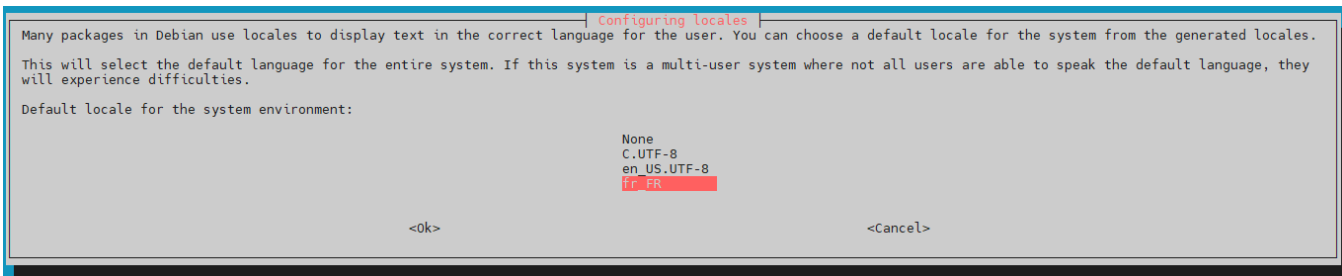 Configuring locales
Many packages in Debian use locales to display text in the correct language for the user. You can choose a default locale for the system from the generated locales.
This will select the default language for the entire system. If this system is a multi-user system where not all users are able to speak the default language, they
will experience difficulties.
Default locale for the system environment:
None
C.UTF-8
en_US.UTF-8
fr_FR
<Ok> <Cancel>